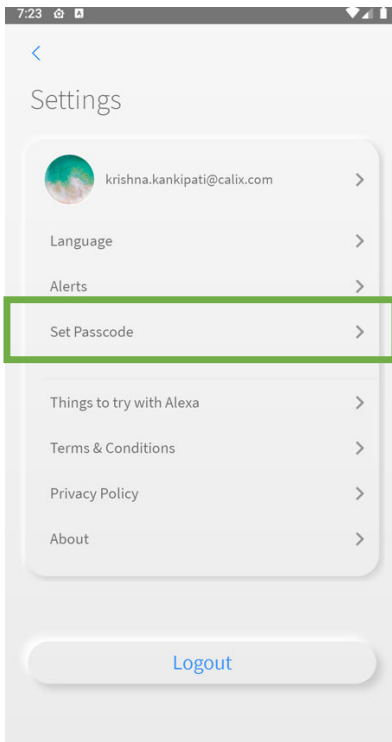 7:23
Settings
krishna.kankipati@calix.com
Language
Alerts
Set Passcode
Things to try with Alexa
Terms & Conditions
Privacy Policy
About
Logout